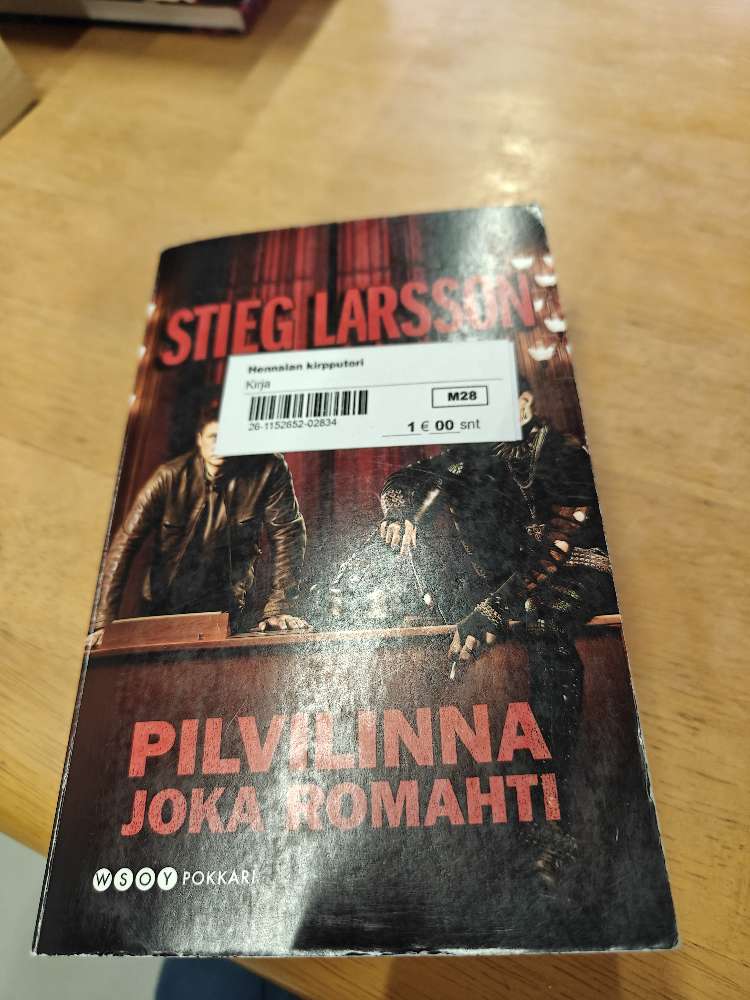 STIEG LARSSON
Hennalan kirpputori
Kirja
M28
26-1152652-02834
1 € 00 snt
PILVILINNA
JOKA ROMAHTI
WSOY POKKARI